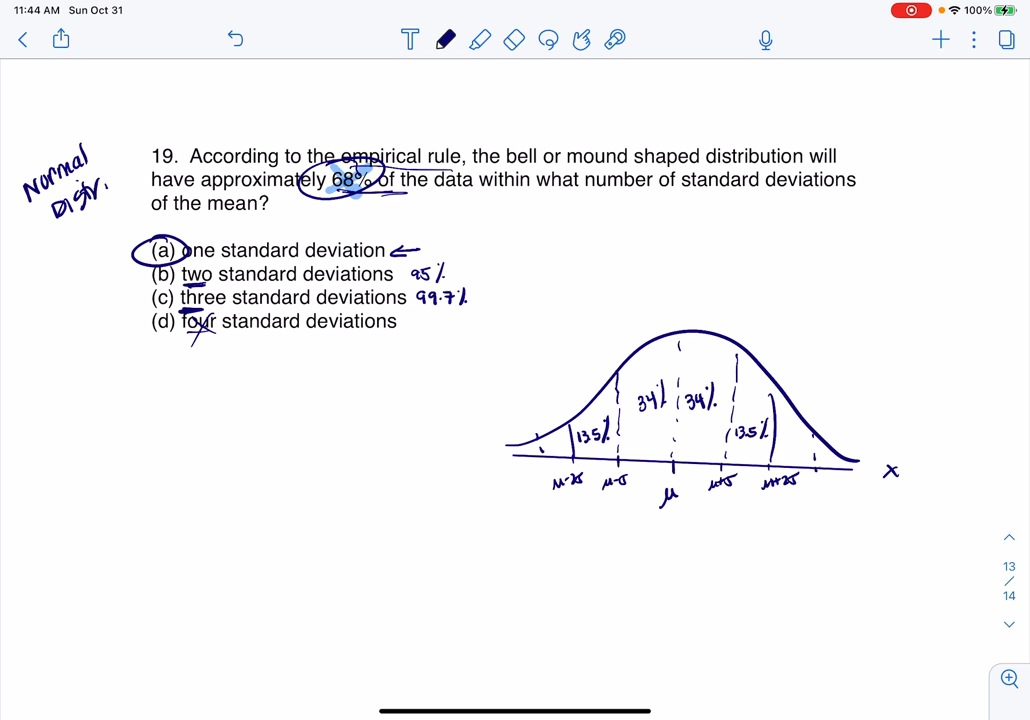 11:44 AM Sun Oct 31
100%
Normal
Distr.
19. According to the empirical rule, the bell or mound shaped distribution will
have approximately 68% of the data within what number of standard deviations
of the mean?
(a) one standard deviation
(b) two standard deviations 95%
(c) three standard deviations 99.7%
(d) four standard deviations
34% 34%
13.5% 13.5%
μ-2σ μ-σ μ μ+σ μ+2σ x
13
/
14